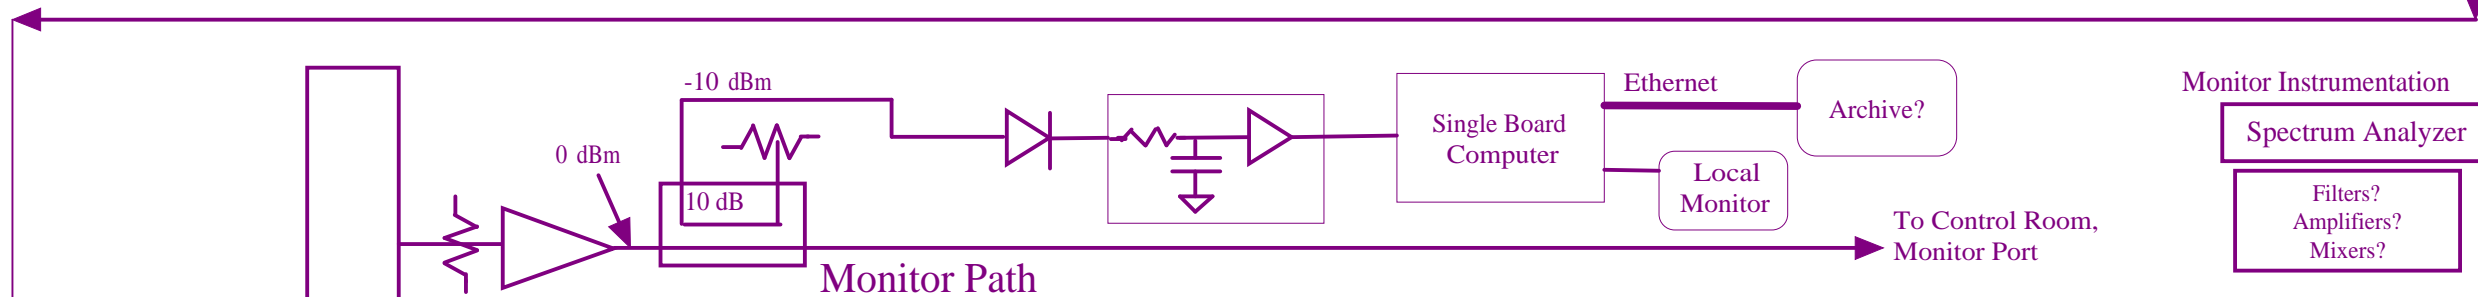 -10 dBm
0 dBm
10 dB
Monitor Path
Single Board
Computer
Ethernet
Archive?
Local
Monitor
To Control Room,
Monitor Port
Monitor Instrumentation
Spectrum Analyzer
Filters?
Amplifiers?
Mixers?